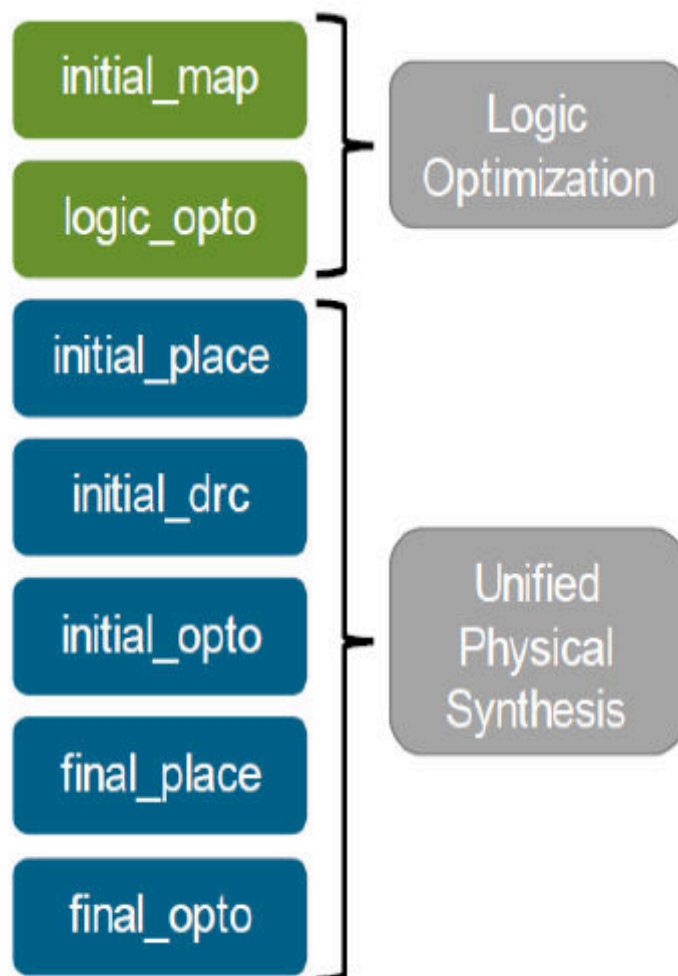 initial_map
logic_opto
Logic
Optimization
initial_place
initial_drc
initial_opto
final_place
final_opto
Unified
Physical
Synthesis